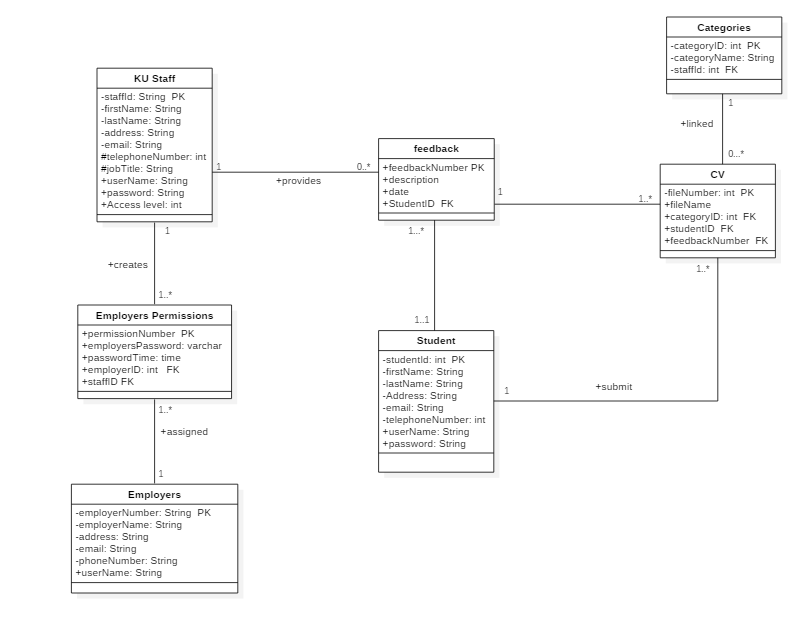 Categories
-categoryID: int  PK
-categoryName: String
-staffId: int  FK
1
+linked
0...*
KU Staff
-staffId: String  PK
-firstName: String
-lastName: String
-address: String
-email: String
#telephoneNumber: int
#jobTitle: String
+userName: String
+password: String
+Access level: int
1
+provides
0..*
feedback
+feedbackNumber PK
+description
+date
+StudentID  FK
1
1..*
CV
-fileNumber: int  PK
+fileName
+categoryID: int  FK
+studentID  FK
+feedbackNumber  FK
1
+creates
1..*
1...*
1..1
1..*
Employers Permissions
+permissionNumber  PK
+employersPassword: varchar
+passwordTime: time
+employerID: int   FK
+staffID FK
Student
-studentId: int  PK
-firstName: String
-lastName: String
-Address: String
-email: String
-telephoneNumber: int
+userName: String
+password: String
1
+submit
1..*
+assigned
1
Employers
-employerNumber: String  PK
-employerName: String
-address: String
-email: String
-phoneNumber: String
+userName: String